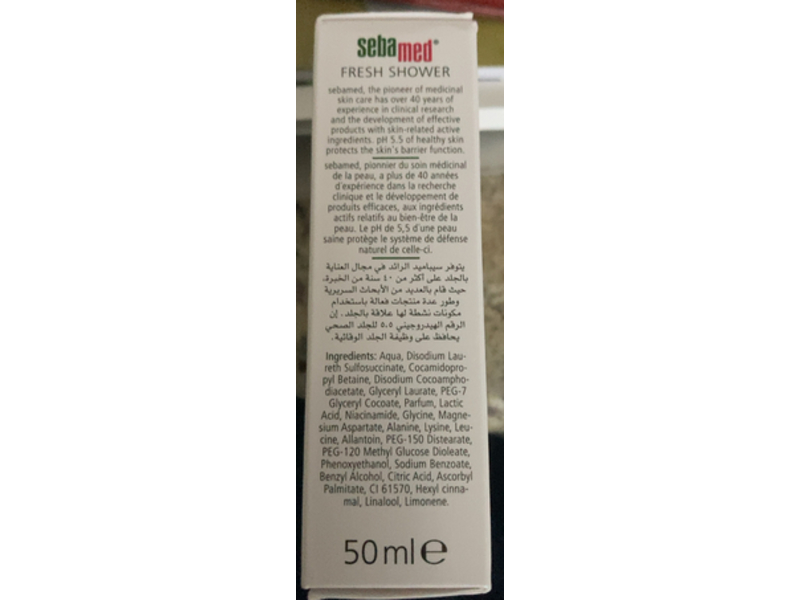 sebamed®
FRESH SHOWER
sebamed, the pioneer of medicinal
skin care has over 40 years of
experience in clinical research
and the development of effective
products with skin-related active
ingredients. pH 5.5 of healthy skin
protects the skin's barrier function.
sebamed, pionnier du soin médicinal
de la peau, a plus de 40 années
d'expérience dans la recherche
clinique et le développement de
produits efficaces, aux ingrédients
actifs relatifs au bien-être de la
peau. Le pH de 5,5 d'une peau
saine protège le système de défense
naturel de celle-ci.
يتوفر سيباميد الرائد في مجال العناية
بالجلد على أكثر من ٤٠ سنة من الخبرة.
حيث قام بالعديد من الأبحاث السريرية
وطور عدة منتجات فعالة باستخدام
مكونات نشطة لها علاقة بالجلد. إن
الرقم الهيدروجيني ٥،٥ للجلد الصحي
يحافظ على وظيفة الجلد الوقائية.
Ingredients: Aqua, Disodium Lau-
reth Sulfosuccinate, Cocamidopro-
pyl Betaine, Disodium Cocoampho-
diacetate, Glyceryl Laurate, PEG-7
Glyceryl Cocoate, Parfum, Lactic
Acid, Niacinamide, Glycine, Magne-
sium Aspartate, Alanine, Lysine, Leu-
cine, Allantoin, PEG-150 Distearate,
PEG-120 Methyl Glucose Dioleate,
Phenoxyethanol, Sodium Benzoate,
Benzyl Alcohol, Citric Acid, Ascorbyl
Palmitate, CI 61570, Hexyl cinna-
mal, Linalool, Limonene.
50 ml ℮